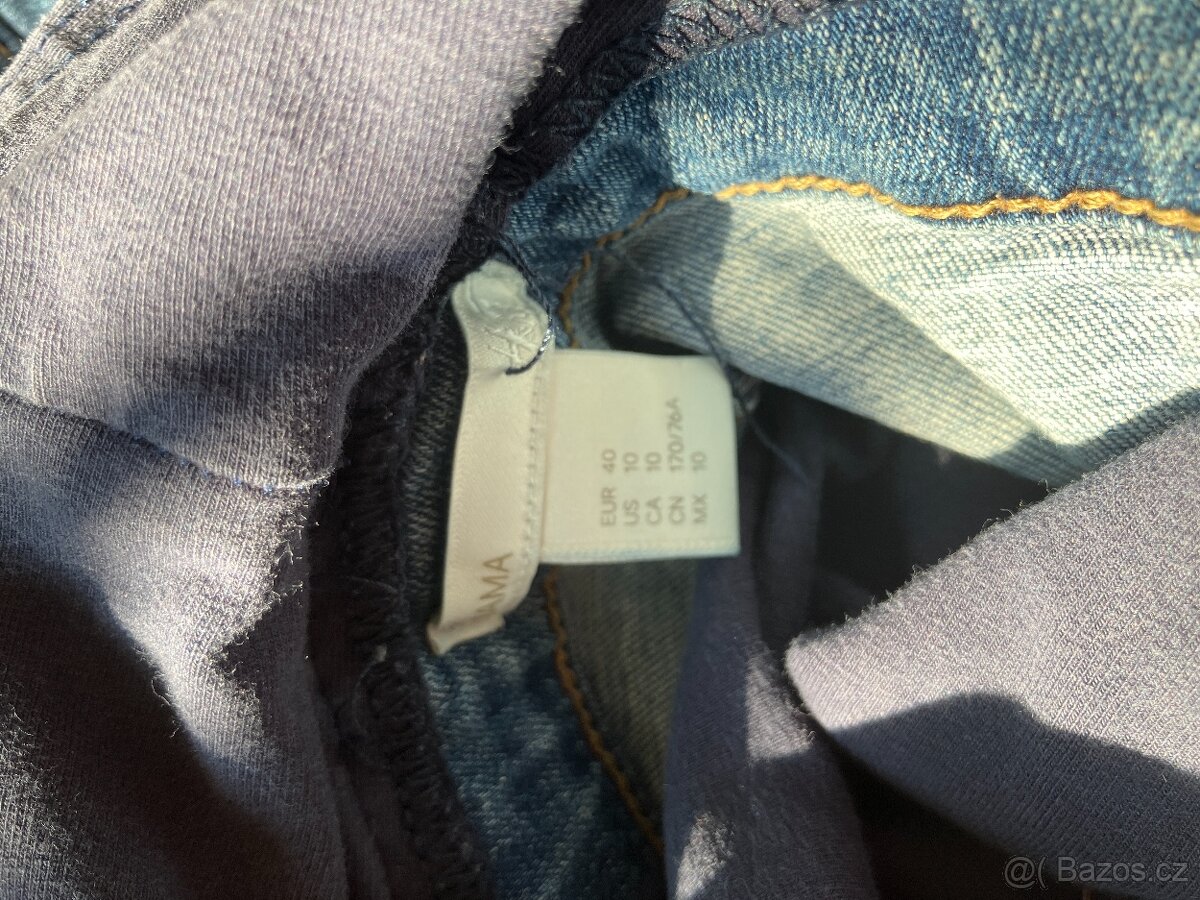 EUR 40
US 10
CA 10
CN 170/76A
MX 10
MAMA
@( Bazos.cz